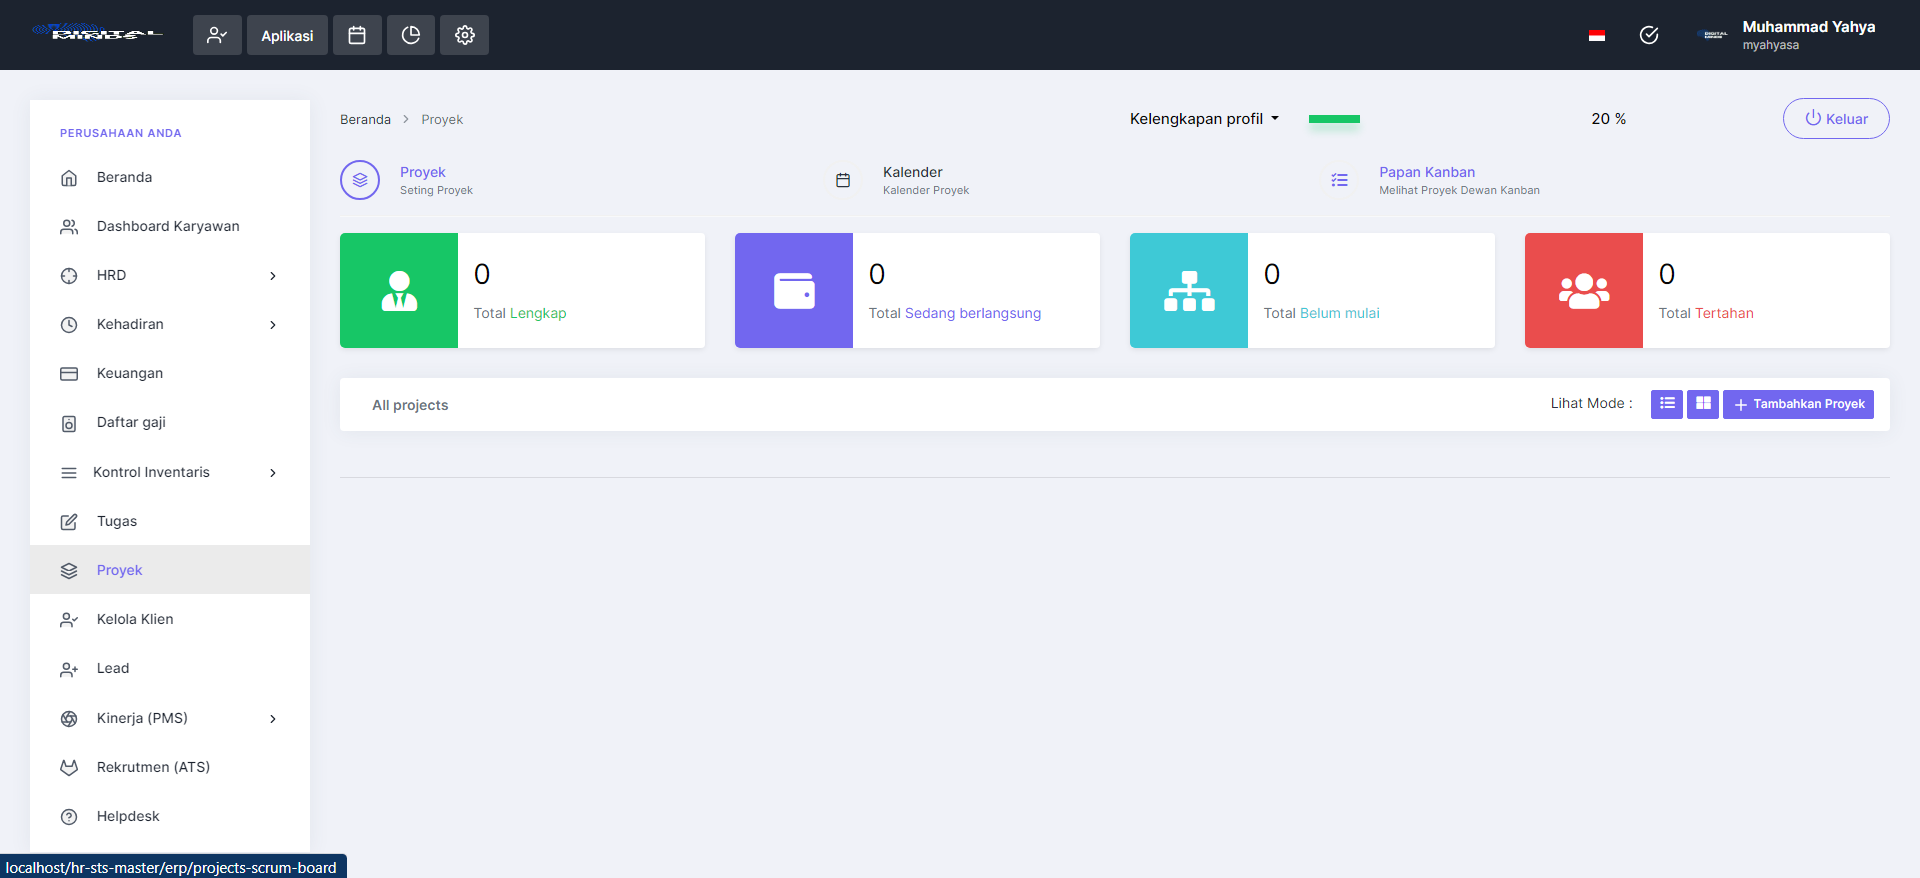 DIGITAL
MINDS
Aplikasi
Muhammad Yahya
myahyasa
PERUSAHAAN ANDA
Beranda
Dashboard Karyawan
HRD
Kehadiran
Keuangan
Daftar gaji
Kontrol Inventaris
Tugas
Proyek
Kelola Klien
Lead
Kinerja (PMS)
Rekrutmen (ATS)
Helpdesk
Beranda > Proyek
Kelengkapan profil
20 %
Keluar
Proyek
Seting Proyek
Kalender
Kalender Proyek
Papan Kanban
Melihat Proyek Dewan Kanban
0
Total Lengkap
0
Total Sedang berlangsung
0
Total Belum mulai
0
Total Tertahan
All projects
Lihat Mode :
+ Tambahkan Proyek
localhost/hr-sts-master/erp/projects-scrum-board